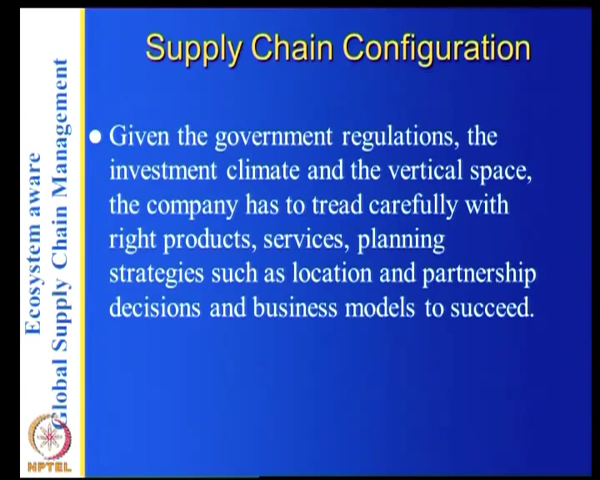 Supply Chain Configuration
Given the government regulations, the
investment climate and the vertical space,
the company has to tread carefully with
right products, services, planning
strategies such as location and partnership
decisions and business models to succeed.
Ecosystem aware
Global Supply Chain Management
NPTEL